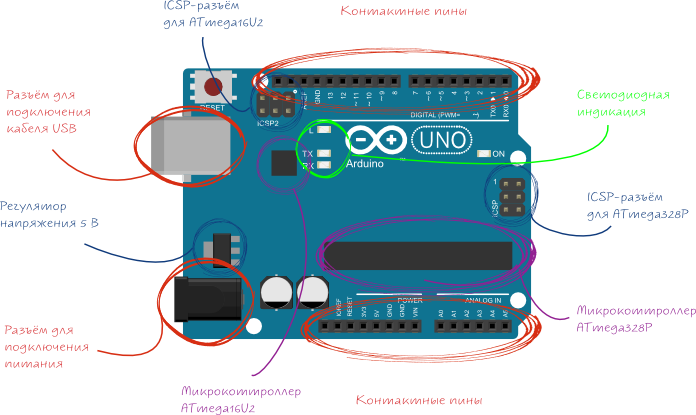 ICSP-разъём
для ATmega16U2
Контактные пины
Разъём для
подключения
кабеля USB
RESET
ICSP2
AREF
GND
13
12
~11
~10
~9
8
7
~6
~5
4
~3
2
TX▸1
RX◂0
DIGITAL (PWM=
L
TX
RX
Arduino
UNO
ON
Светодиодная
индикация
1
ICSP
ICSP-разъём
для ATmega328P
Регулятор
напряжения 5 В
Микроконтроллер
ATmega328P
IOREF
RESET
3V3
5V
GND
GND
VIN
POWER
ANALOG IN
A0
A1
A2
A3
A4
A5
Разъём для
подключения
питания
Микроконтроллер
ATmega16U2
Контактные пины